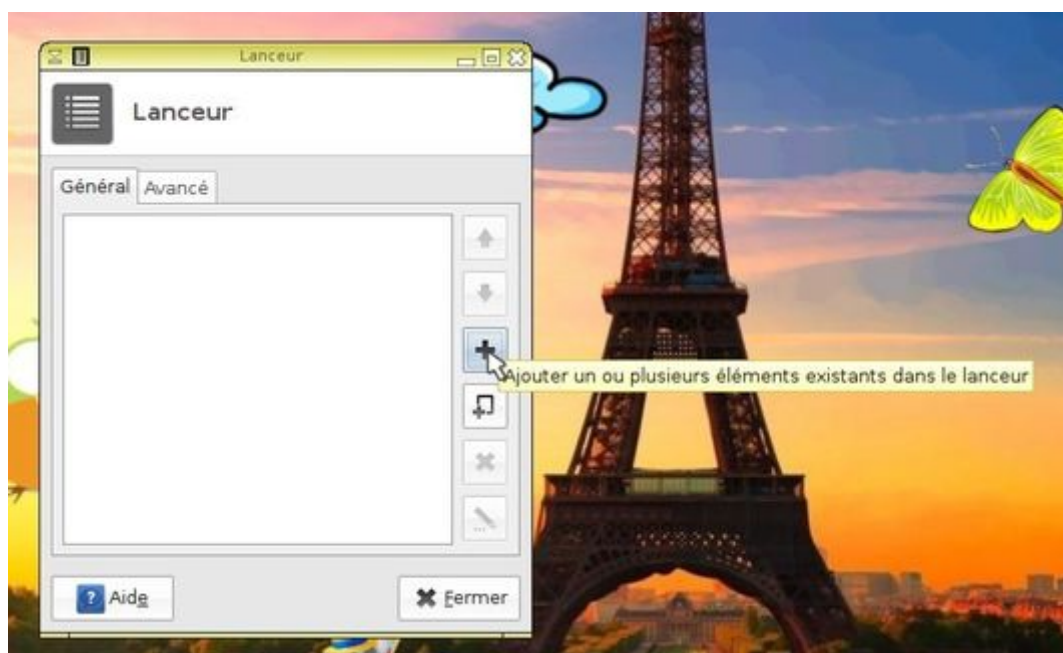 Lanceur
Lanceur
Général Avancé
Ajouter un ou plusieurs éléments existants dans le lanceur
? Aide
Fermer